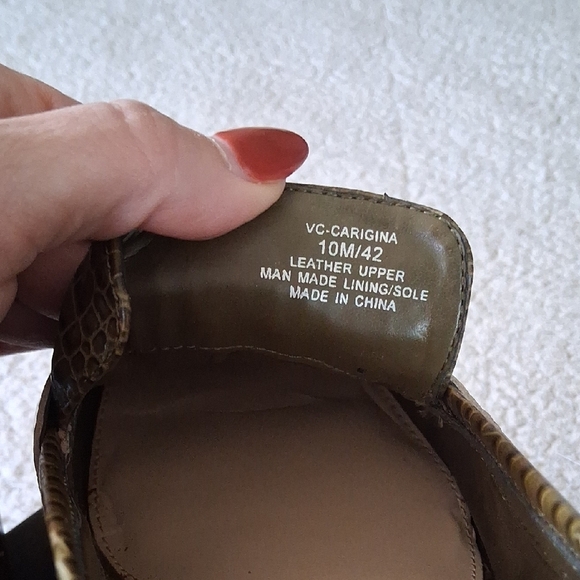 VC-CARIGINA
10M/42
LEATHER UPPER
MAN MADE LINING/SOLE
MADE IN CHINA